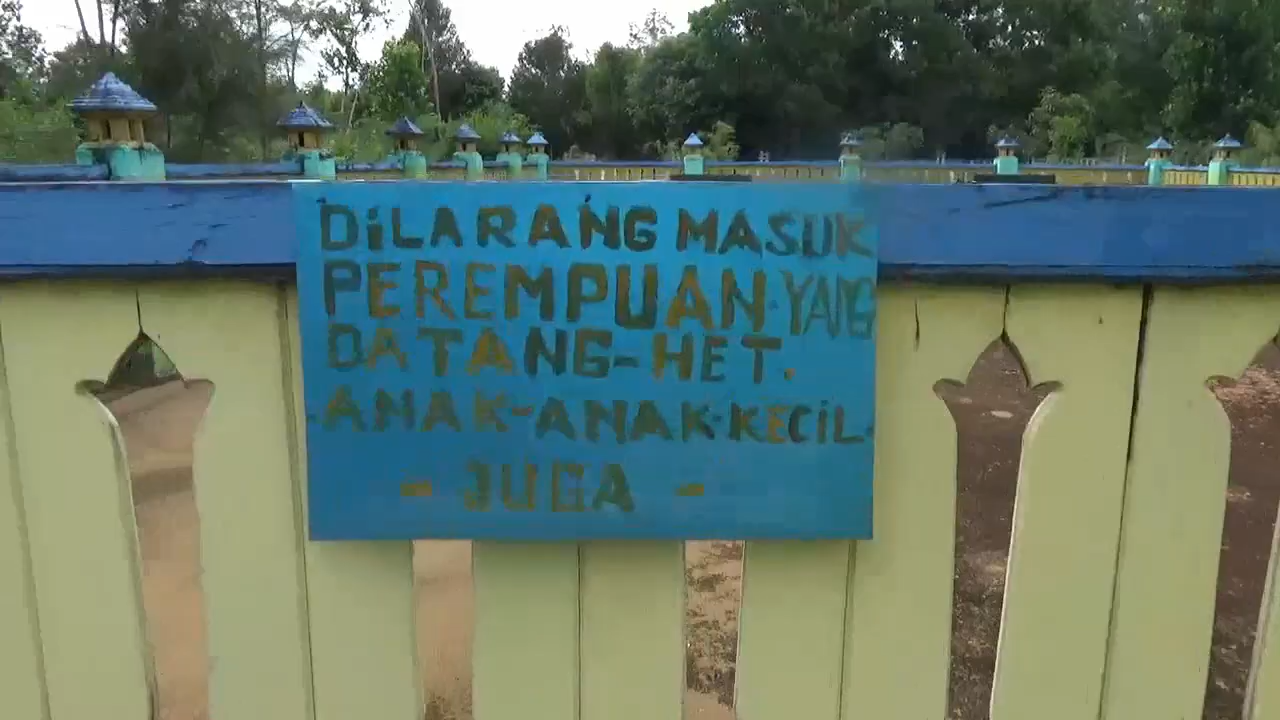 DiLARANG MASUK
PEREMPUAN·YANG
DATANG-HET.
·ANAK-ANAK·KECiL·
- JUGA -